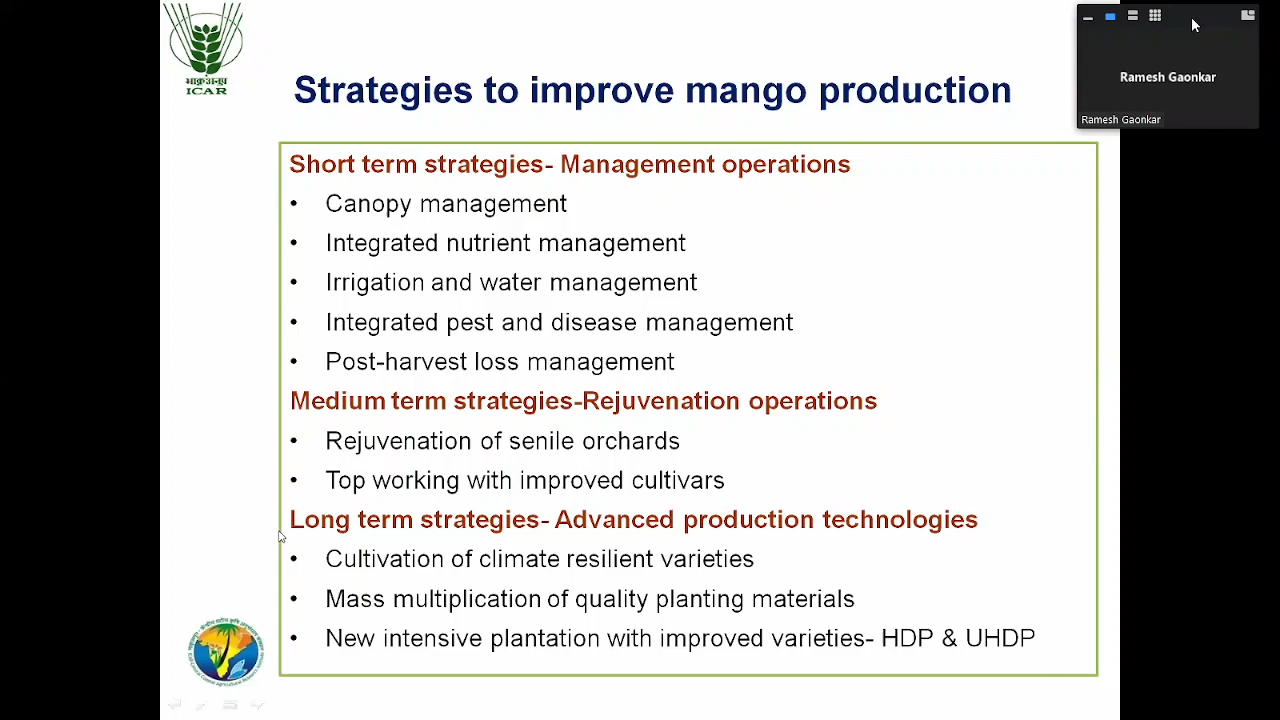 ICAR
Strategies to improve mango production
Ramesh Gaonkar
Ramesh Gaonkar
Short term strategies- Management operations
• Canopy management
• Integrated nutrient management
• Irrigation and water management
• Integrated pest and disease management
• Post-harvest loss management
Medium term strategies-Rejuvenation operations
• Rejuvenation of senile orchards
• Top working with improved cultivars
Long term strategies- Advanced production technologies
• Cultivation of climate resilient varieties
• Mass multiplication of quality planting materials
• New intensive plantation with improved varieties- HDP & UHDP